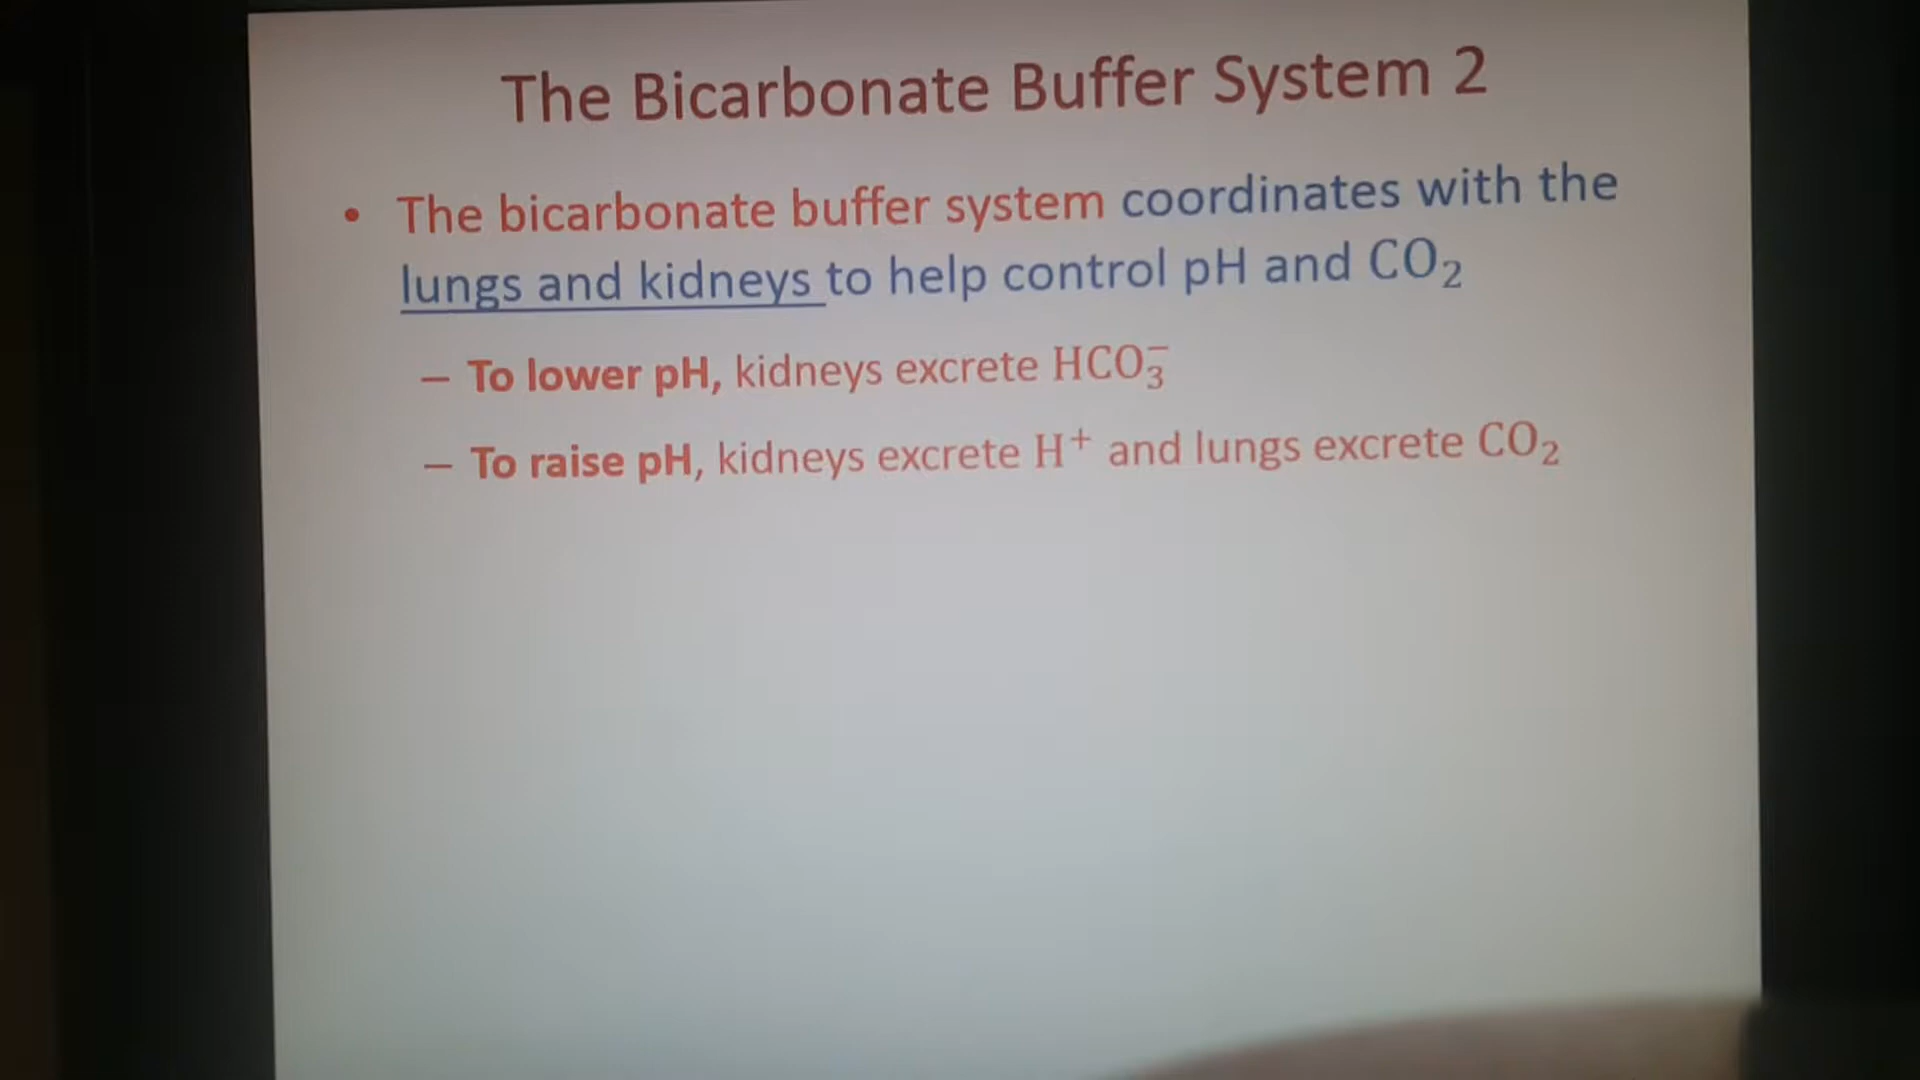 The Bicarbonate Buffer System 2
• The bicarbonate buffer system coordinates with the
lungs and kidneys to help control pH and CO₂
– To lower pH, kidneys excrete HCO₃⁻
– To raise pH, kidneys excrete H⁺ and lungs excrete CO₂